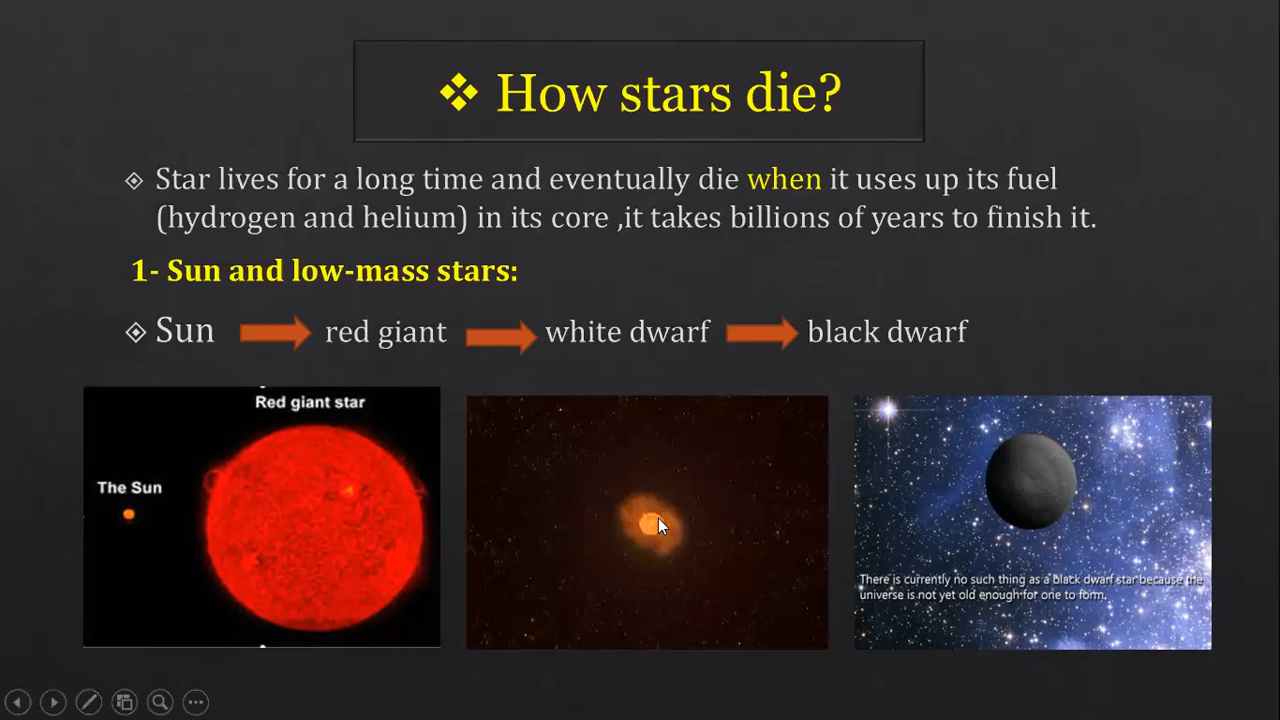 How stars die?
Star lives for a long time and eventually die when it uses up its fuel
(hydrogen and helium) in its core ,it takes billions of years to finish it.
1- Sun and low-mass stars:
Sun red giant white dwarf black dwarf
Red giant star
The Sun
There is currently no such thing as a black dwarf star because the
universe is not yet old enough for one to form.